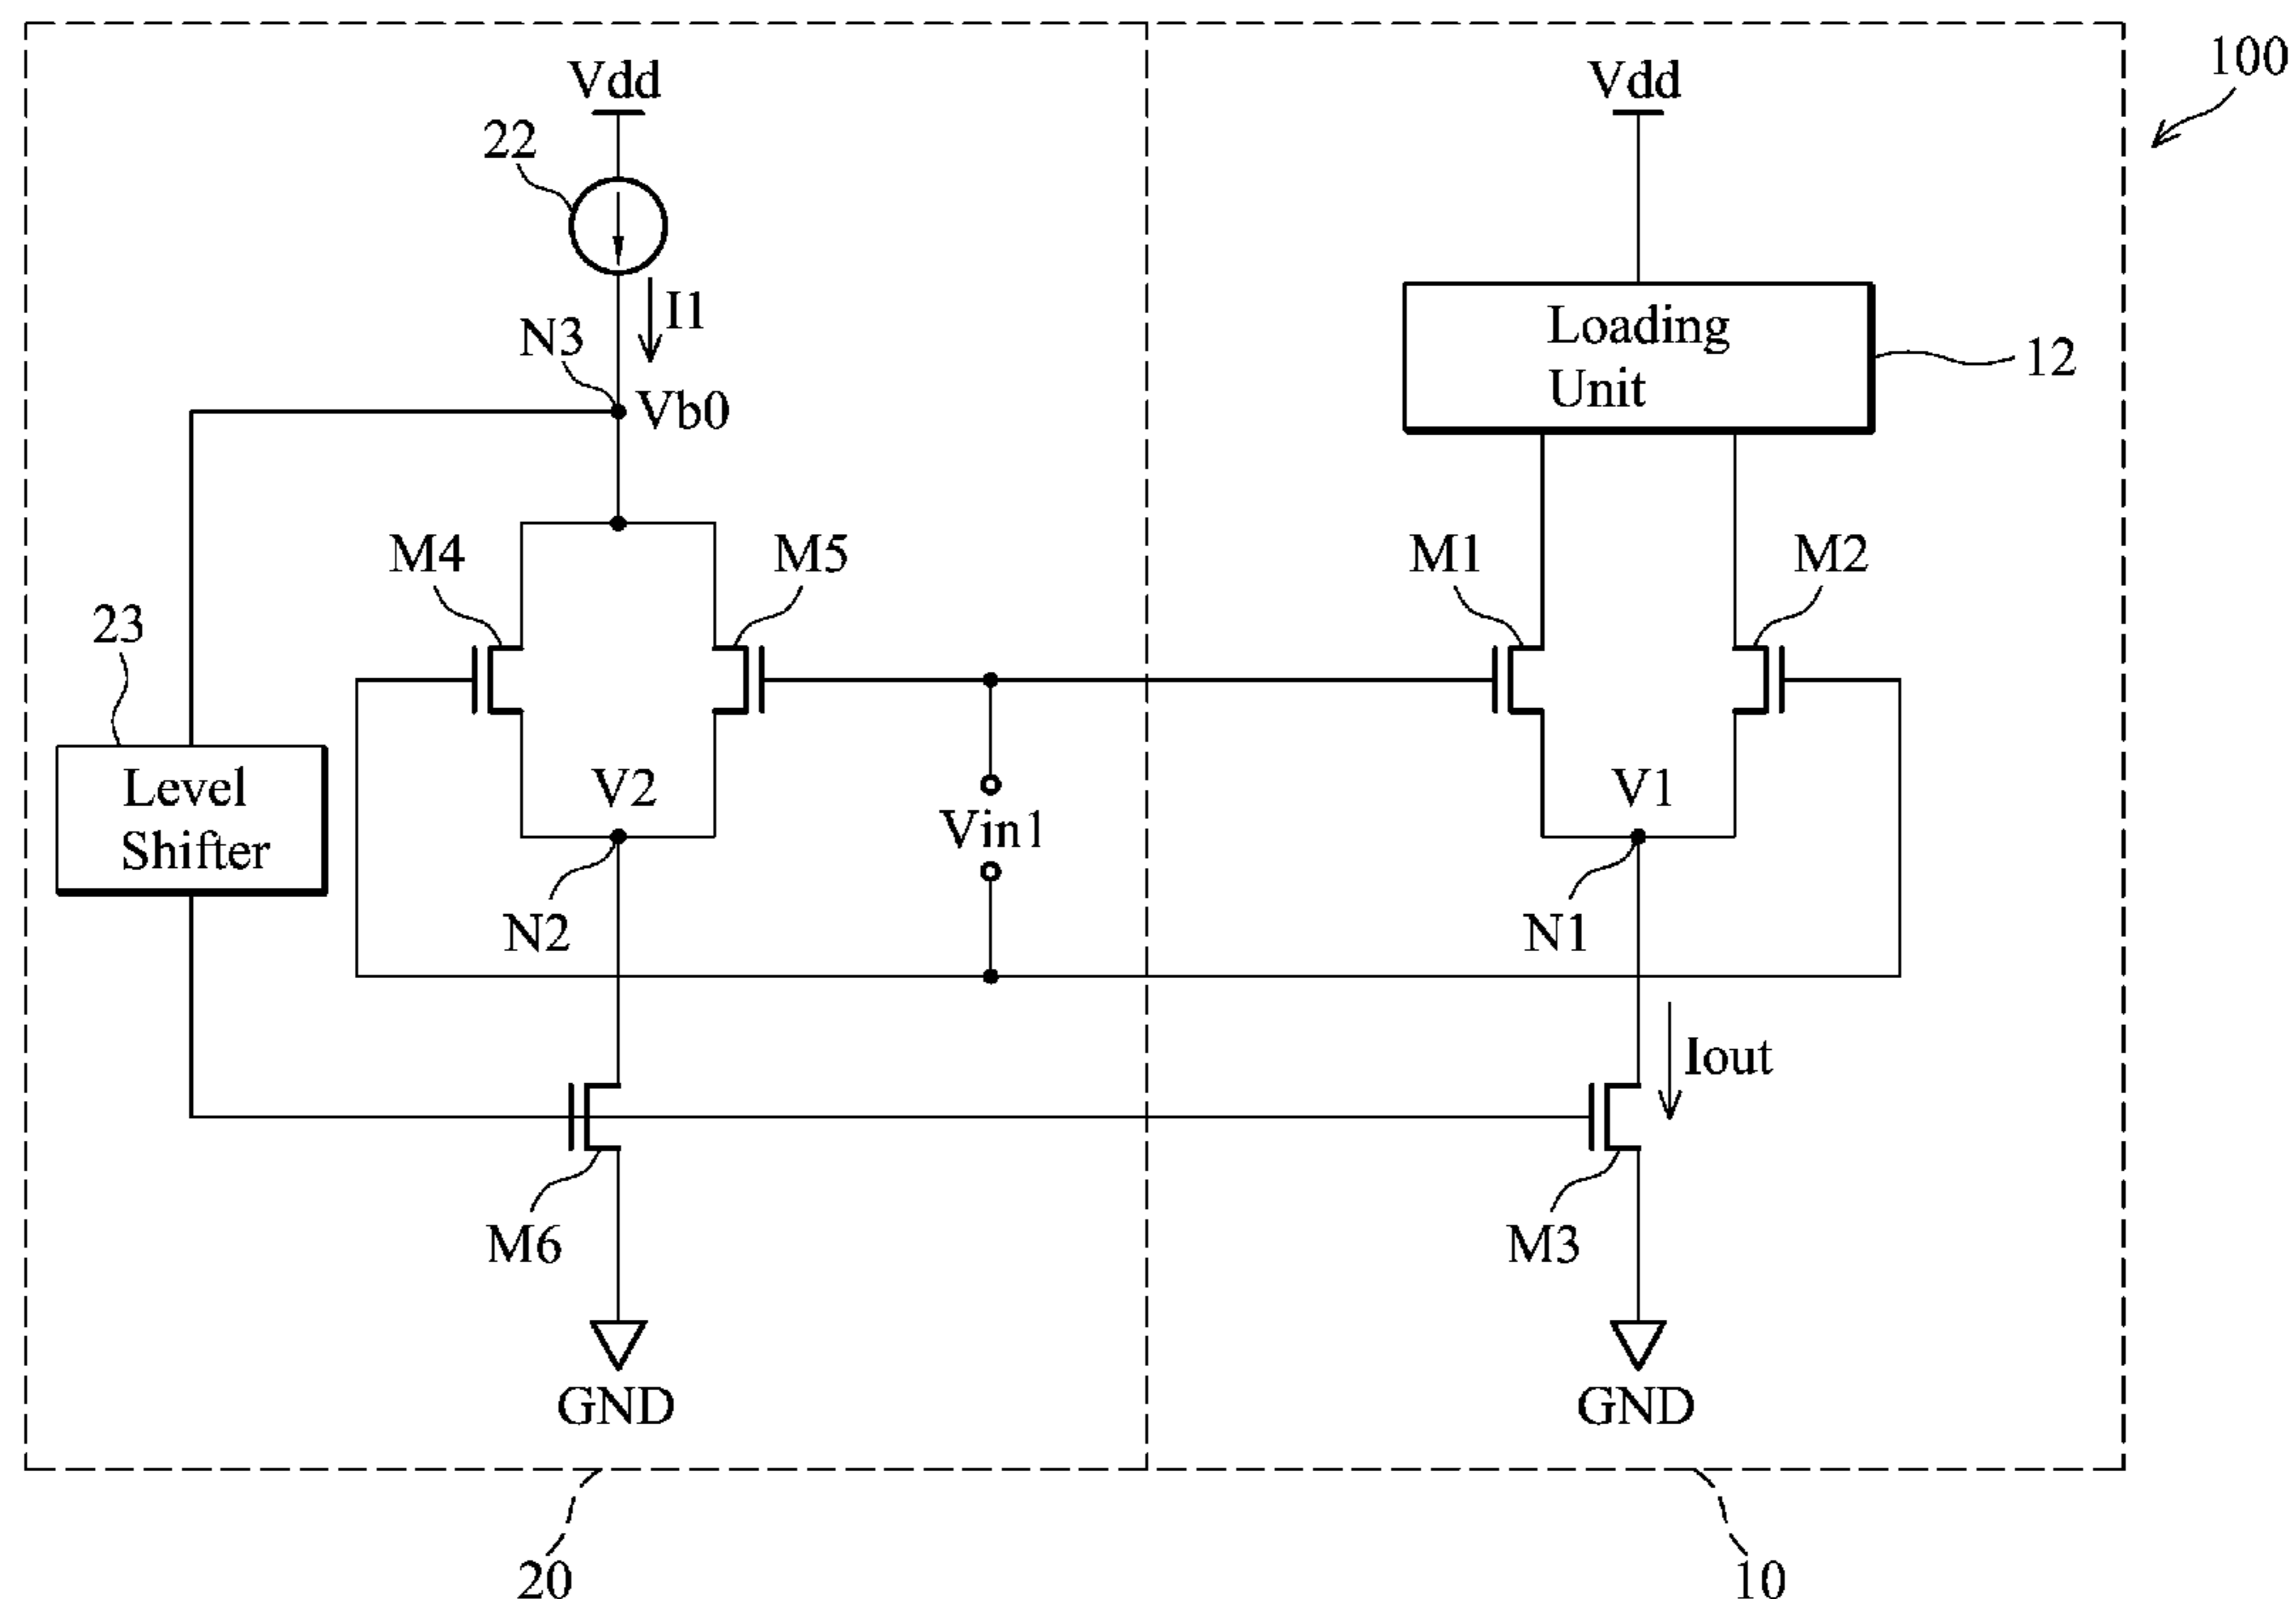 100
Vdd
Vdd
22
I1
N3
Vb0
Loading
Unit
12
M4
M5
M1
M2
23
Level
Shifter
V2
Vin1
V1
N2
N1
Iout
M6
M3
GND
GND
20
10